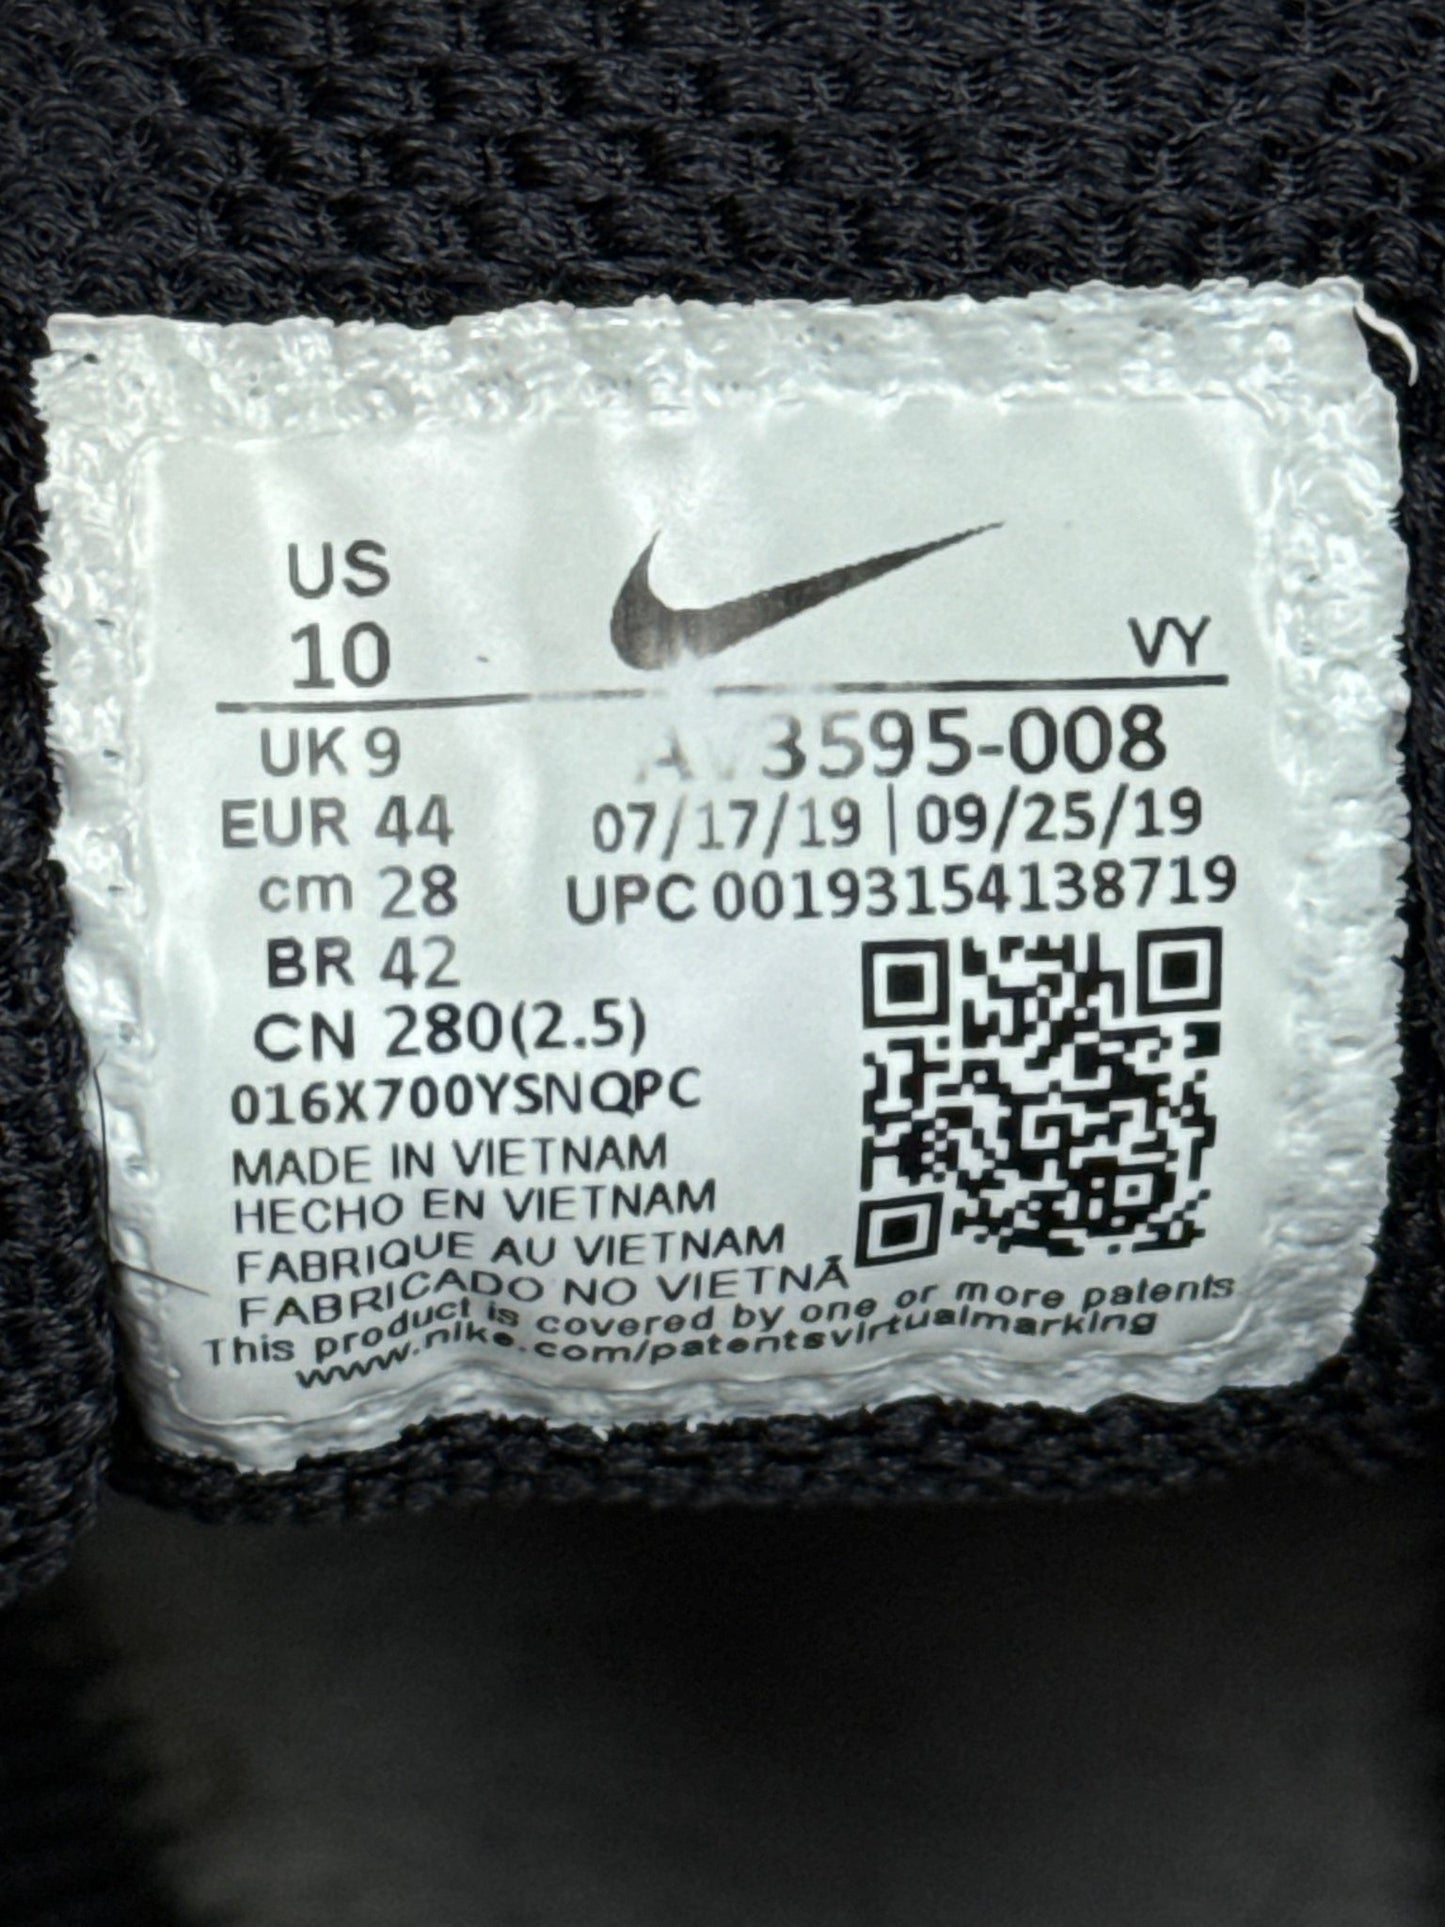 US
10
VY
UK 9
AV3595-008
EUR 44
07/17/19 | 09/25/19
cm 28
UPC 00193154138719
BR 42
CN 280(2.5)
016X700YSNQPC
MADE IN VIETNAM
HECHO EN VIETNAM
FABRIQUE AU VIETNAM
FABRICADO NO VIETNÃ
This product is covered by one or more patents
www.nike.com/patentsvirtualmarking